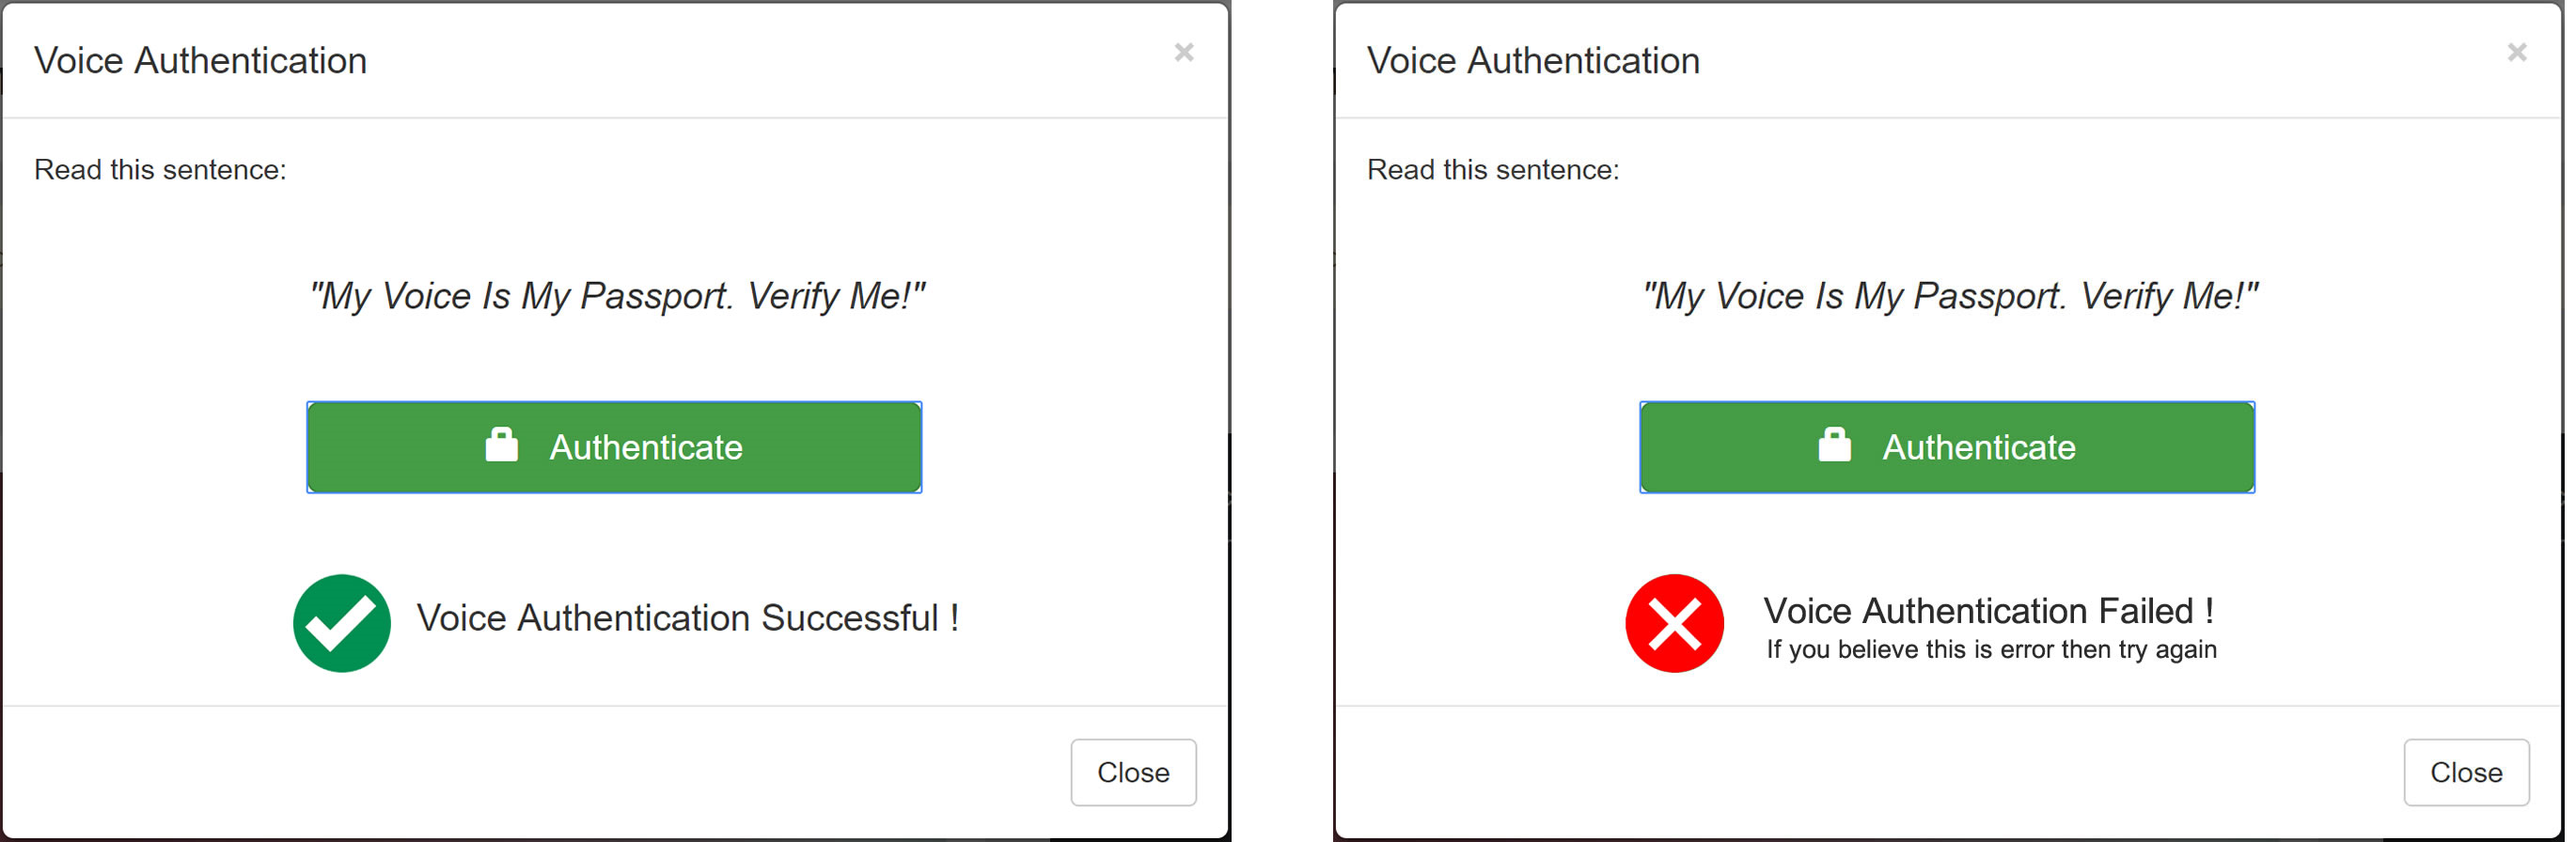 Voice Authentication ×
Read this sentence:
"My Voice Is My Passport. Verify Me!"
Authenticate
Voice Authentication Successful !
Close
Voice Authentication ×
Read this sentence:
"My Voice Is My Passport. Verify Me!"
Authenticate
Voice Authentication Failed !
If you believe this is error then try again
Close